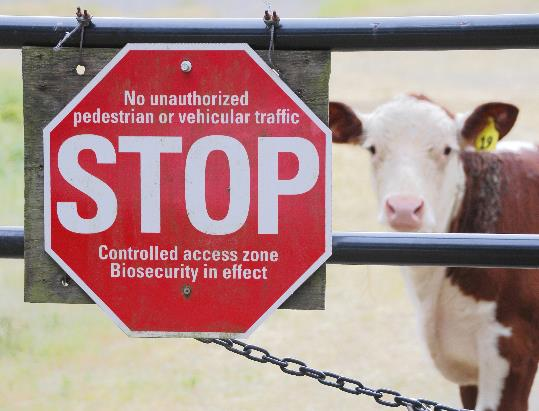 No unauthorized
pedestrian or vehicular traffic
STOP
Controlled access zone
Biosecurity in effect
19